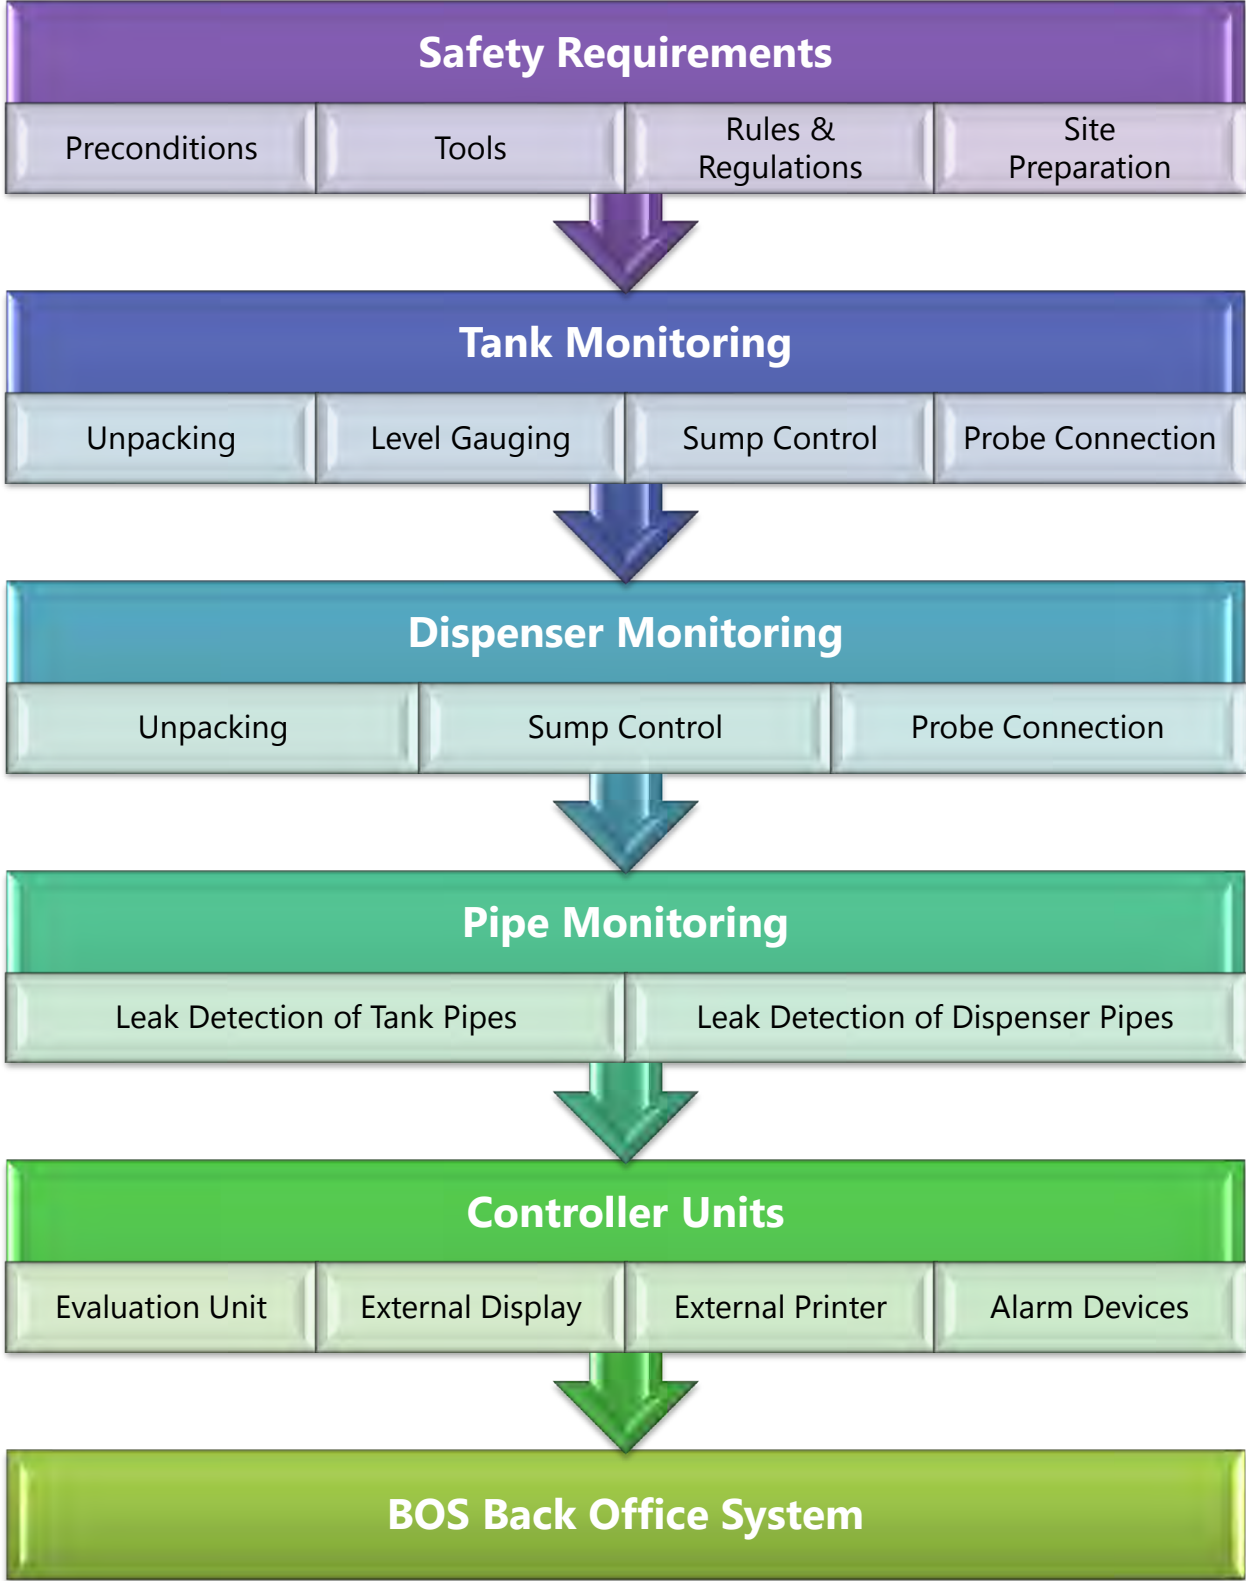 Safety Requirements
Preconditions
Tools
Rules &
Regulations
Site
Preparation
Tank Monitoring
Unpacking
Level Gauging
Sump Control
Probe Connection
Dispenser Monitoring
Unpacking
Sump Control
Probe Connection
Pipe Monitoring
Leak Detection of Tank Pipes
Leak Detection of Dispenser Pipes
Controller Units
Evaluation Unit
External Display
External Printer
Alarm Devices
BOS Back Office System